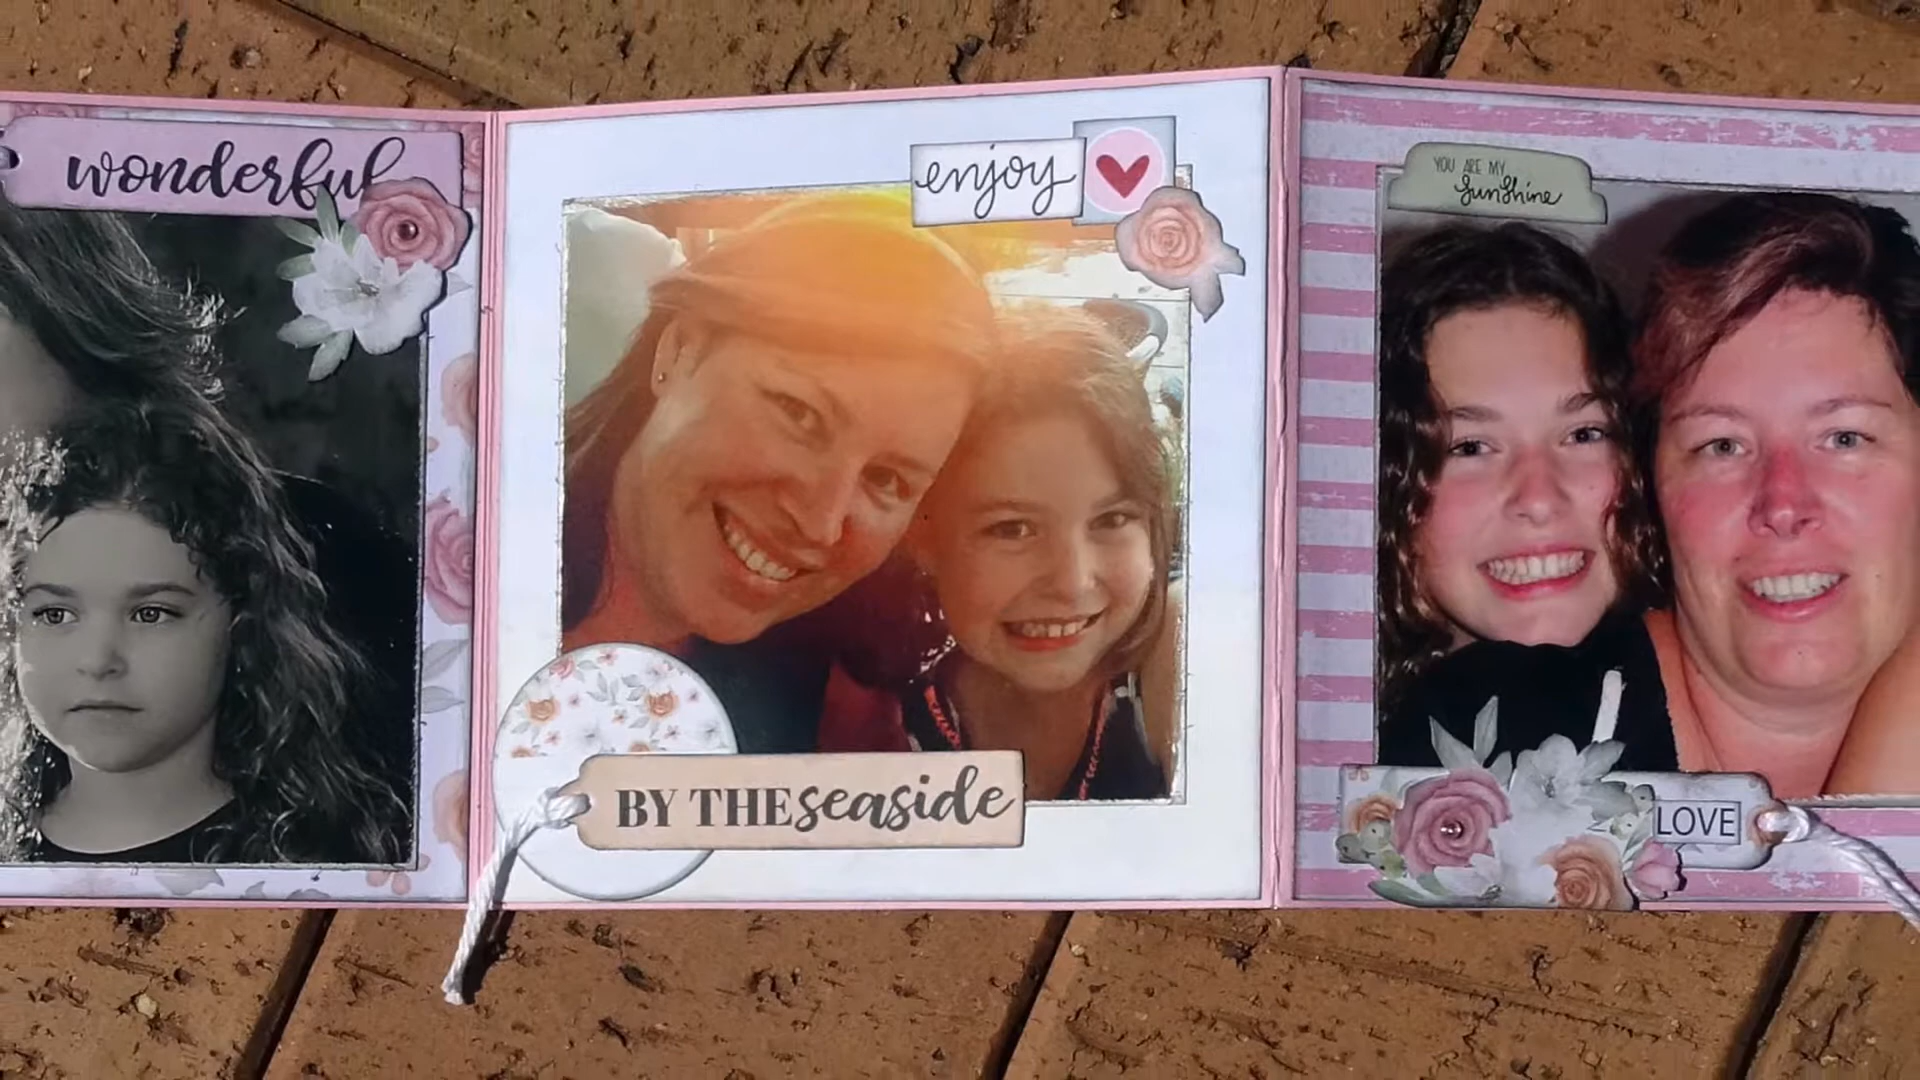 wonderful
enjoy
BY THE seaside
YOU ARE MY
Sunshine
LOVE